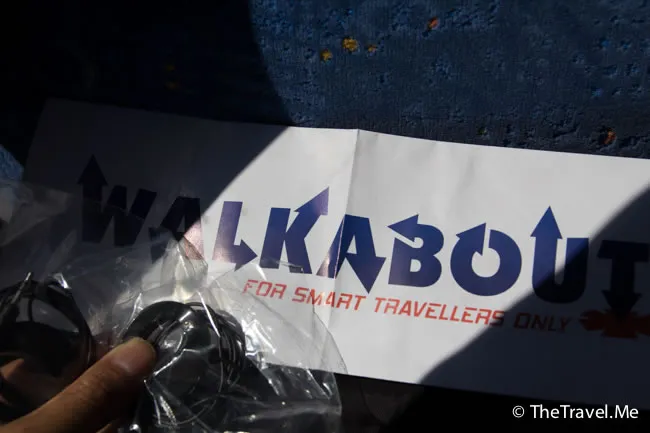 WALKABOUT
FOR SMART TRAVELLERS ONLY
© TheTravel.Me